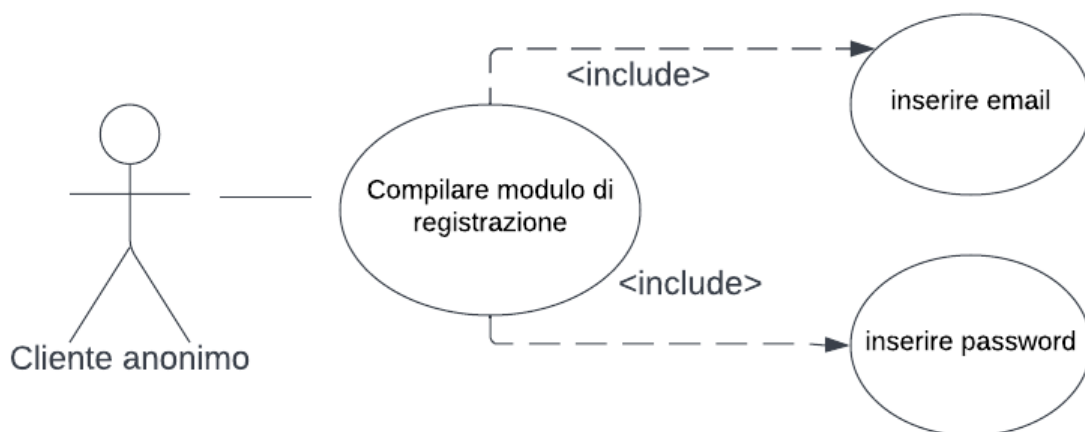 <include>
inserire email
Compilare modulo di
registrazione
<include>
inserire password
Cliente anonimo